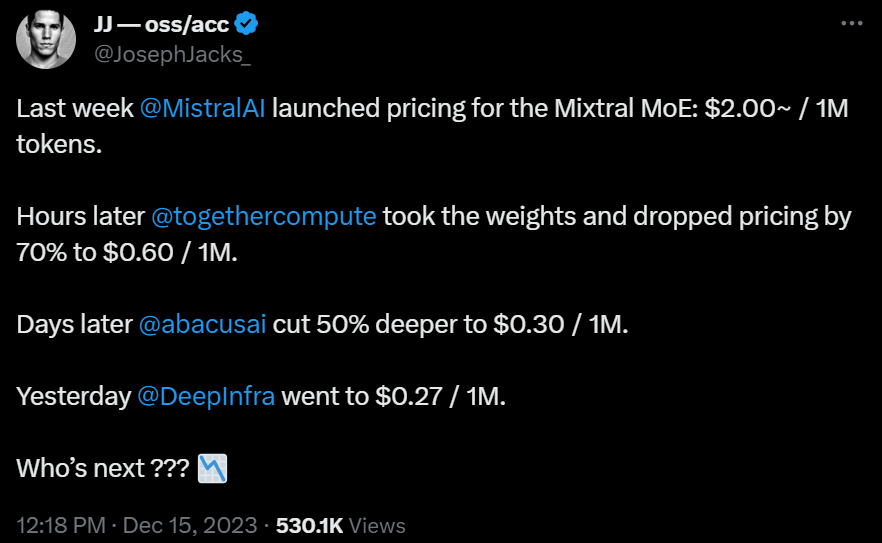 JJ — oss/acc
@JosephJacks_
Last week @MistralAI launched pricing for the Mixtral MoE: $2.00~ / 1M
tokens.
Hours later @togethercompute took the weights and dropped pricing by
70% to $0.60 / 1M.
Days later @abacusai cut 50% deeper to $0.30 / 1M.
Yesterday @DeepInfra went to $0.27 / 1M.
Who’s next ??? 📉
12:18 PM · Dec 15, 2023 · 530.1K Views